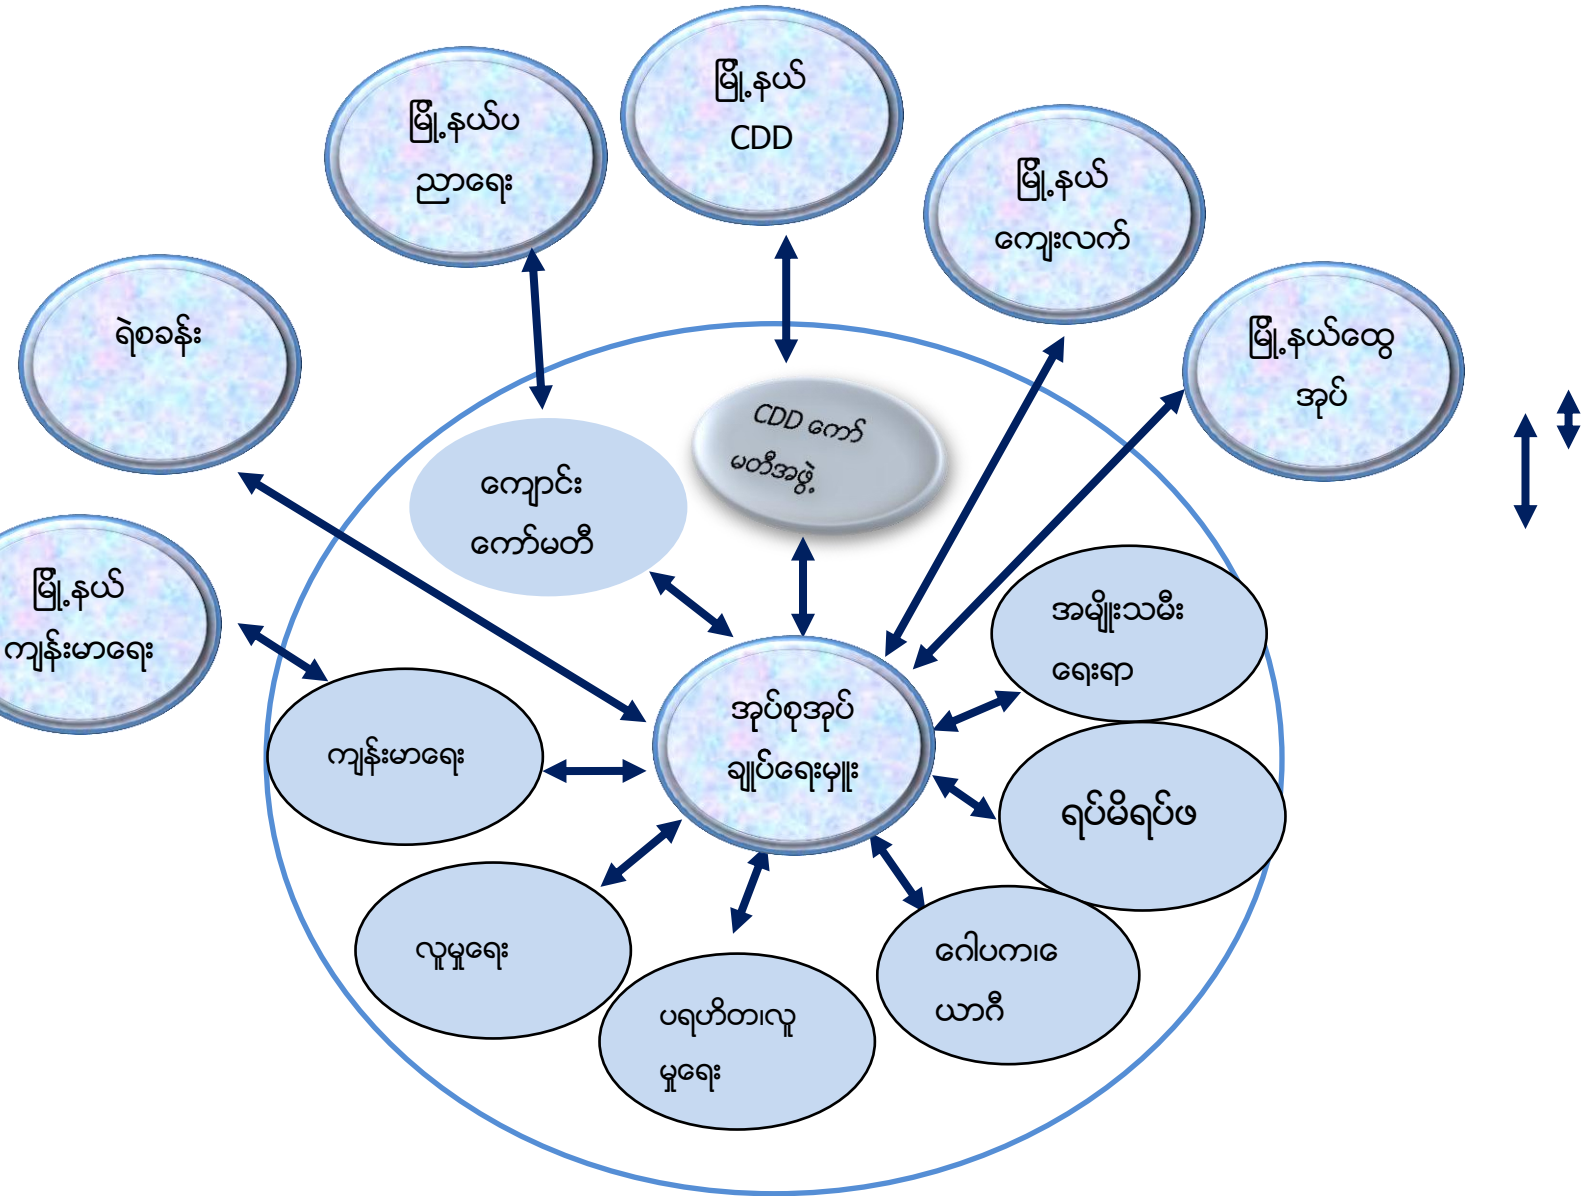 မြို့နယ်
CDD
မြို့နယ်ပ
ညာရေး
မြို့နယ်
ကျေးလက်
ရဲစခန်း
မြို့နယ်ထွေ
အုပ်
CDD ကော်
မတီအဖွဲ့
ကျောင်း
ကော်မတီ
မြို့နယ်
ကျန်းမာရေး
အမျိုးသမီး
ရေးရာ
အုပ်စုအုပ်
ချုပ်ရေးမှူး
ကျန်းမာရေး
ရပ်မိရပ်ဖ
လူမှုရေး
ဂေါပက၊ေ
ယာဂီ
ပရဟိတ၊လူ
မှုရေး